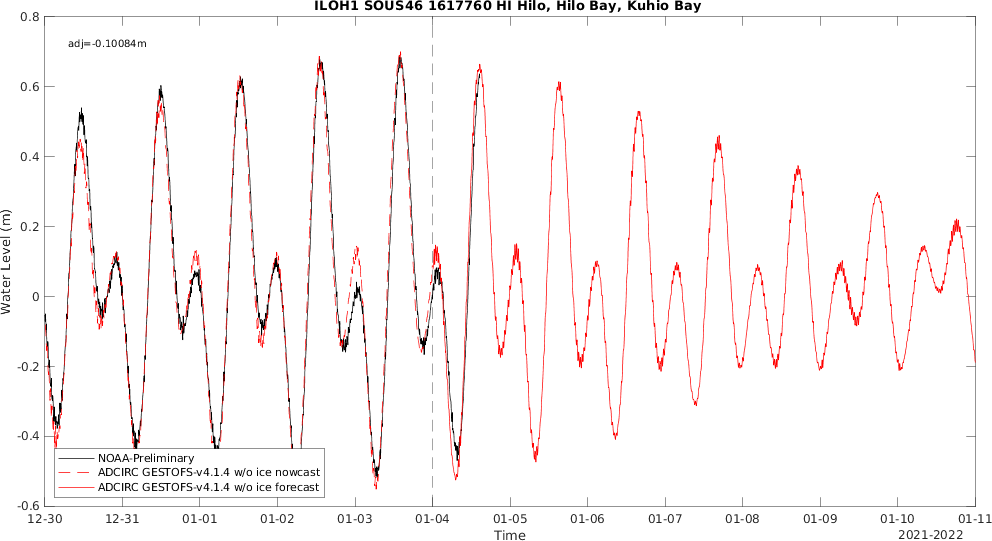 ILOH1 SOUS46 1617760 HI Hilo, Hilo Bay, Kuhio Bay
adj=-0.10084m
0.8
0.6
0.4
0.2
0
-0.2
-0.4
-0.6
Water Level (m)
NOAA-Preliminary
ADCIRC GESTOFS-v4.1.4 w/o ice nowcast
ADCIRC GESTOFS-v4.1.4 w/o ice forecast
12-30 12-31 01-01 01-02 01-03 01-04 01-05 01-06 01-07 01-08 01-09 01-10 01-11
Time
2021-2022